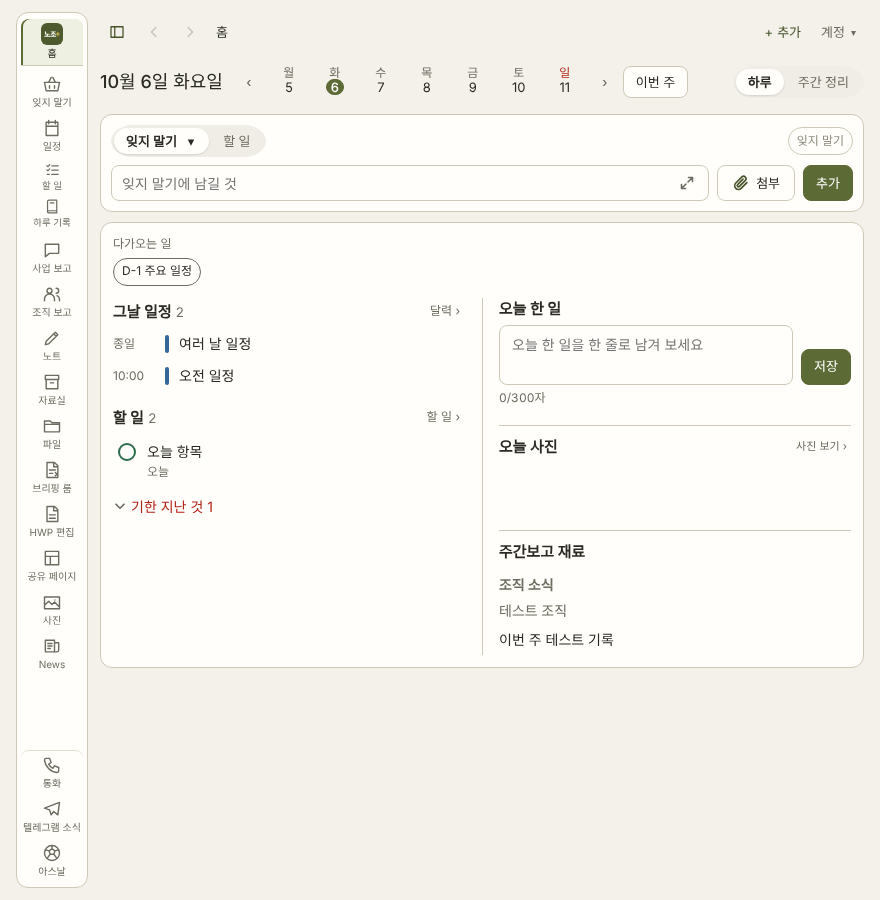 노조+
홈
잊지 말기
일정
할 일
하루 기록
사업 보고
조직 보고
노트
자료실
파일
브리핑 룸
HWP 편집
공유 페이지
사진
News
통화
텔레그램 소식
아스날
홈
+ 추가
계정 ▾
10월 6일 화요일
‹
월 화 수 목 금 토 일
5 6 7 8 9 10 11
›
이번 주
하루
주간 정리
잊지 말기 ▾
할 일
잊지 말기
잊지 말기에 남길 것
첨부
추가
다가오는 일
D-1 주요 일정
그날 일정 2
달력 ›
종일 여러 날 일정
10:00 오전 일정
할 일 2
할 일 ›
오늘 항목
오늘
기한 지난 것 1
오늘 한 일
오늘 한 일을 한 줄로 남겨 보세요
저장
0/300자
오늘 사진
사진 보기 ›
주간보고 재료
조직 소식
테스트 조직
이번 주 테스트 기록